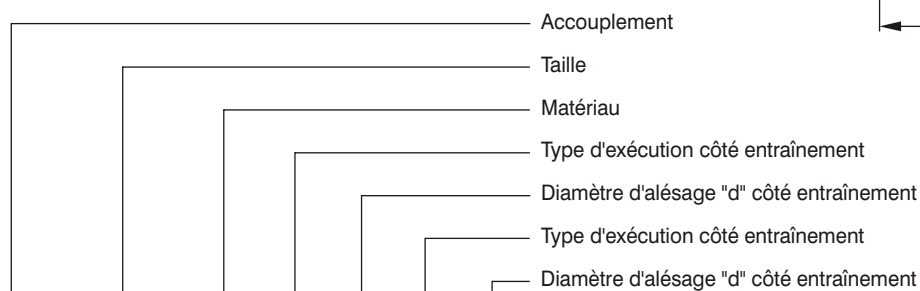 Accouplement
Taille
Matériau
Type d'exécution côté entraînement
Diamètre d'alésage "d" côté entraînement
Type d'exécution côté entraînement
Diamètre d'alésage "d" côté entraînement